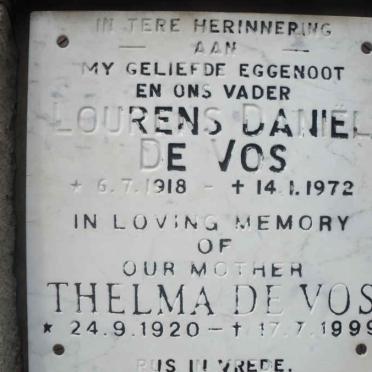 IN TERE HERINNERING
— AAN —
MY GELIEFDE EGGENOOT
EN ONS VADER
LOURENS DANIËL
DE VOS
* 6.7.1918 - † 14.1.1972
IN LOVING MEMORY
OF
OUR MOTHER
THELMA DE VOS
* 24.9.1920 - † 17.7.1999
RUS IN VREDE.